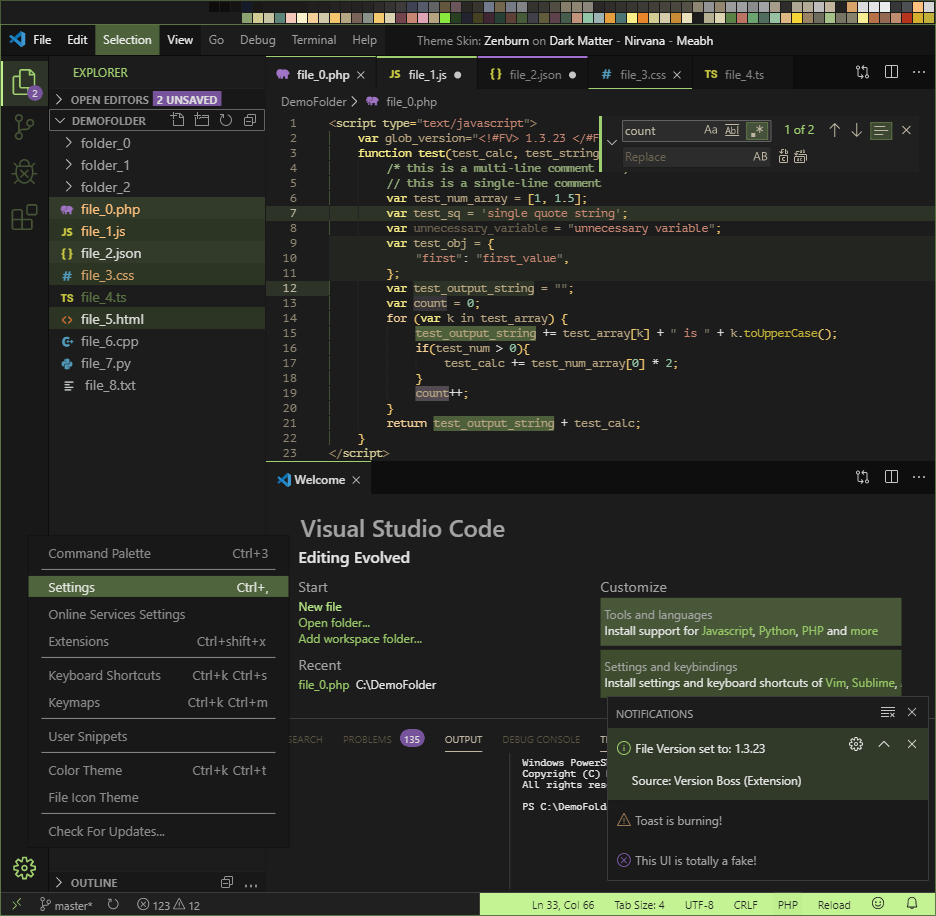 File Edit Selection View Go Debug Terminal Help Theme Skin: Zenburn on Dark Matter - Nirvana - Meabh
2
EXPLORER
OPEN EDITORS 2 UNSAVED
DEMOFOLDER
folder_0
folder_1
folder_2
file_0.php
JS file_1.js
{} file_2.json
# file_3.css
TS file_4.ts
<> file_5.html
file_6.cpp
file_7.py
file_8.txt
file_0.php × JS file_1.js ● {} file_2.json ● # file_3.css × TS file_4.ts
DemoFolder > file_0.php
1 <script type="text/javascript">
2 var glob_version="<!#FV> 1.3.23 </#F
3 function test(test_calc, test_string
4 /* this is a multi-line comment
5 // this is a single-line comment
6 var test_num_array = [1, 1.5];
7 var test_sq = 'single quote string';
8 var unnecessary_variable = "unnecessary variable";
9 var test_obj = {
10 "first": "first_value",
11 };
12 var test_output_string = "";
13 var count = 0;
14 for (var k in test_array) {
15 test_output_string += test_array[k] + " is " + k.toUpperCase();
16 if(test_num > 0){
17 test_calc += test_num_array[0] * 2;
18 }
19 count++;
20 }
21 return test_output_string + test_calc;
22 }
23 </script>
count Aa Abl .* 1 of 2
Replace AB
Welcome ×
Visual Studio Code
Editing Evolved
Start
New file
Open folder...
Add workspace folder...
Recent
file_0.php C:\DemoFolder
Customize
Tools and languages
Install support for Javascript, Python, PHP and more
Settings and keybindings
Install settings and keyboard shortcuts of Vim, Sublime,
Command Palette Ctrl+3
Settings Ctrl+,
Online Services Settings
Extensions Ctrl+shift+x
Keyboard Shortcuts Ctrl+k Ctrl+s
Keymaps Ctrl+k Ctrl+m
User Snippets
Color Theme Ctrl+k Ctrl+t
File Icon Theme
Check For Updates...
SEARCH PROBLEMS 135 OUTPUT DEBUG CONSOLE
Windows PowerS
Copyright (C)
All rights rese
PS C:\DemoFold
NOTIFICATIONS
File Version set to: 1.3.23
Source: Version Boss (Extension)
Toast is burning!
This UI is totally a fake!
OUTLINE
master* 123 12 Ln 33, Col 66 Tab Size: 4 UTF-8 CRLF PHP Reload